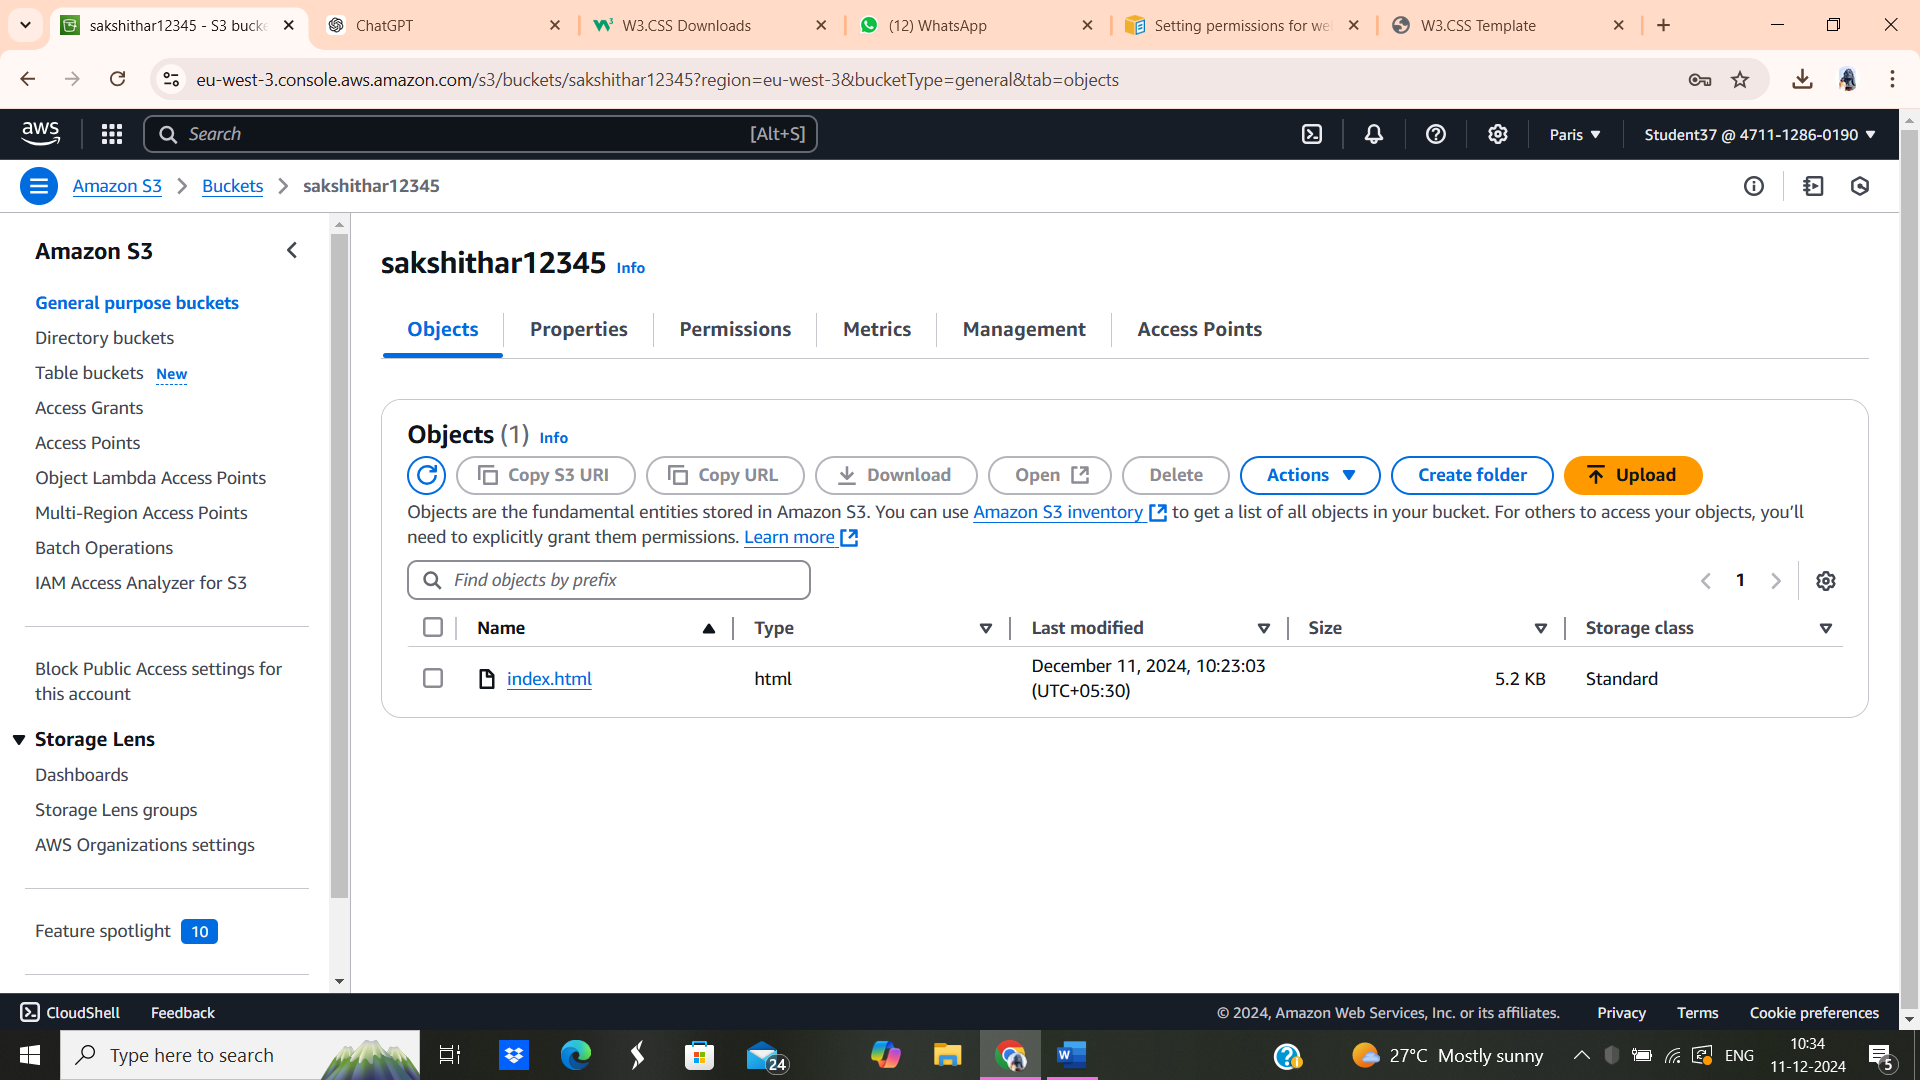 sakshithar12345 - S3 bucke
ChatGPT
W3.CSS Downloads
(12) WhatsApp
Setting permissions for we
W3.CSS Template
eu-west-3.console.aws.amazon.com/s3/buckets/sakshithar12345?region=eu-west-3&bucketType=general&tab=objects
aws
Search
[Alt+S]
Paris
Student37 @ 4711-1286-0190
Amazon S3
Buckets
sakshithar12345
Amazon S3
General purpose buckets
Directory buckets
Table buckets New
Access Grants
Access Points
Object Lambda Access Points
Multi-Region Access Points
Batch Operations
IAM Access Analyzer for S3
Block Public Access settings for
this account
Storage Lens
Dashboards
Storage Lens groups
AWS Organizations settings
Feature spotlight 10
sakshithar12345 Info
Objects
Properties
Permissions
Metrics
Management
Access Points
Objects (1) Info
Copy S3 URI
Copy URL
Download
Open
Delete
Actions
Create folder
Upload
Objects are the fundamental entities stored in Amazon S3. You can use Amazon S3 inventory to get a list of all objects in your bucket. For others to access your objects, you’ll
need to explicitly grant them permissions. Learn more
Find objects by prefix
1
Name
Type
Last modified
Size
Storage class
index.html
html
December 11, 2024, 10:23:03
(UTC+05:30)
5.2 KB
Standard
CloudShell
Feedback
© 2024, Amazon Web Services, Inc. or its affiliates.
Privacy
Terms
Cookie preferences
Type here to search
24
27°C Mostly sunny
ENG
10:34
11-12-2024
5